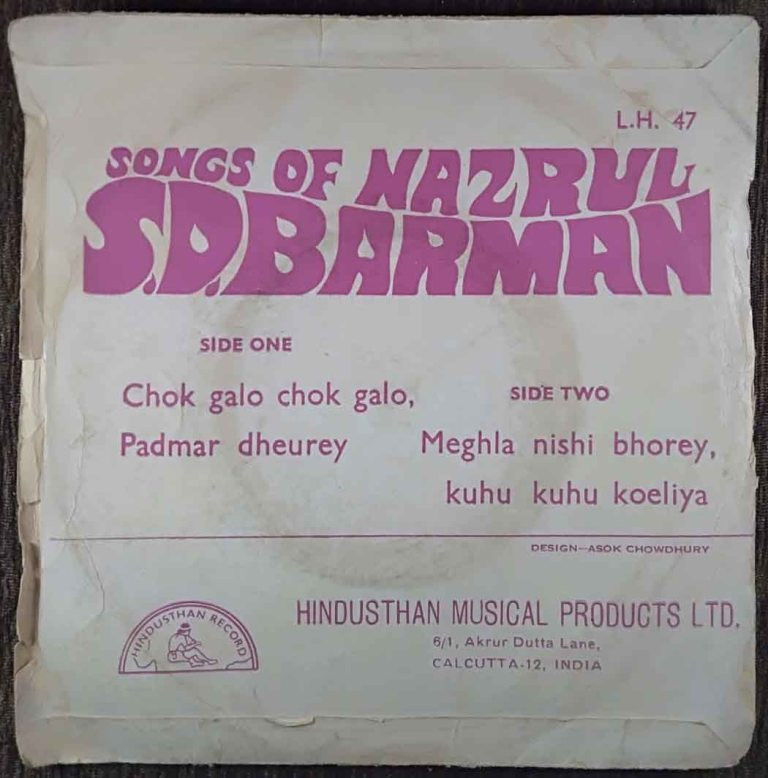 L.H. 47
SONGS OF NAZRUL
S.D.BARMAN
SIDE ONE
Chok galo chok galo,
Padmar dheurey
SIDE TWO
Meghla nishi bhorey,
kuhu kuhu koeliya
DESIGN—ASOK CHOWDHURY
HINDUSTHAN RECORD
HINDUSTHAN MUSICAL PRODUCTS LTD.
6/1, Akrur Dutta Lane,
CALCUTTA-12, INDIA